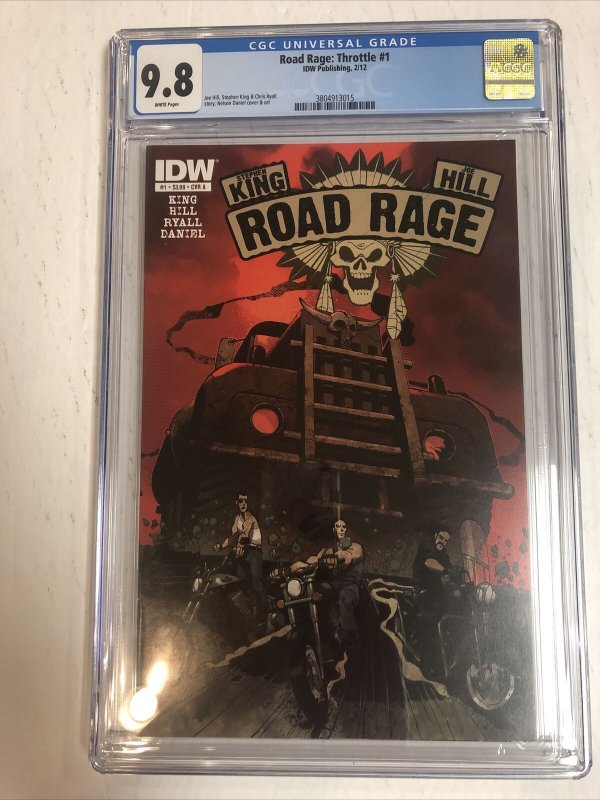 CGC UNIVERSAL GRADE
9.8
WHITE Pages
Road Rage: Throttle #1
IDW Publishing, 2/12
Joe Hill, Stephen King & Chris Ryall
story, Nelson Daniel cover & art
3804913015
CGC
IDW
#1 • $3.99 • CVR A
KING
HILL
RYALL
DANIEL
STEPHEN
KING
JOE
HILL
ROAD RAGE